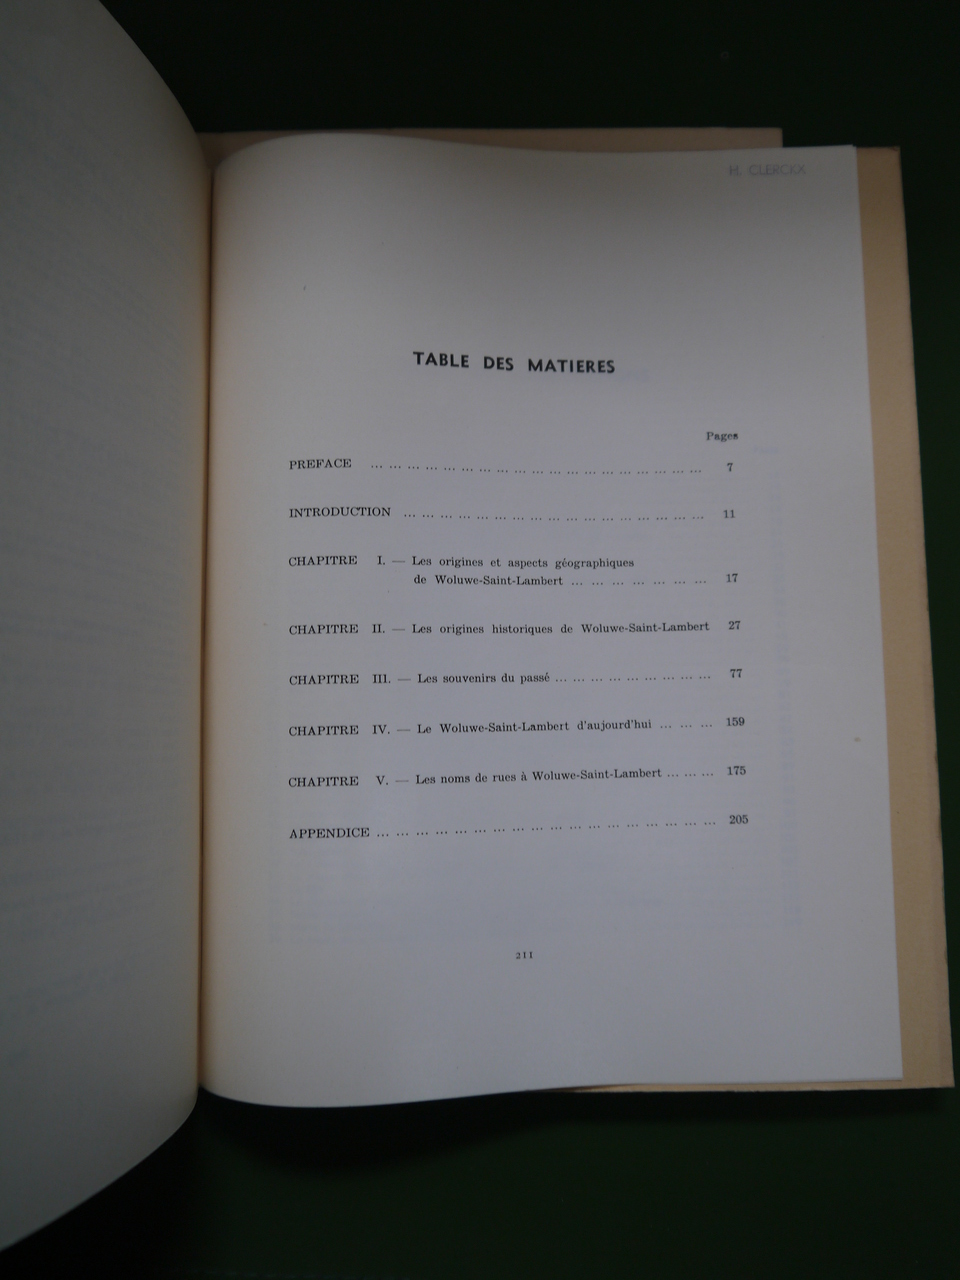 H. CLERCKX
TABLE DES MATIERES
Pages
PREFACE ... ... ... ... ... ... ... ... ... ... ... ... ... ... ... ... ... ... ... 7
INTRODUCTION ... ... ... ... ... ... ... ... ... ... ... ... ... ... ... ... ... 11
CHAPITRE I. — Les origines et aspects géographiques
de Woluwe-Saint-Lambert ... ... ... ... ... ... ... ... 17
CHAPITRE II. — Les origines historiques de Woluwe-Saint-Lambert 27
CHAPITRE III. — Les souvenirs du passé ... ... ... ... ... ... ... ... ... 77
CHAPITRE IV. — Le Woluwe-Saint-Lambert d'aujourd'hui ... ... ... 159
CHAPITRE V. — Les noms de rues à Woluwe-Saint-Lambert ... ... ... 175
APPENDICE ... ... ... ... ... ... ... ... ... ... ... ... ... ... ... ... ... ... ... 205
211